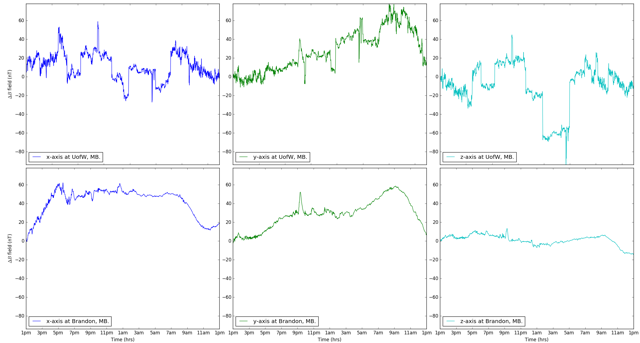 60
40
20
0
−20
−40
−60
−80
ΔB field (nT)
x-axis at UofW, MB.
y-axis at UofW, MB.
z-axis at UofW, MB.
60
40
20
0
−20
−40
−60
−80
ΔB field (nT)
x-axis at Brandon, MB.
y-axis at Brandon, MB.
z-axis at Brandon, MB.
1pm 3pm 5pm 7pm 9pm 11pm 1am 3am 5am 7am 9am 11am 1pm
1pm 3pm 5pm 7pm 9pm 11pm 1am 3am 5am 7am 9am 11am 1pm
1pm 3pm 5pm 7pm 9pm 11pm 1am 3am 5am 7am 9am 11am 1pm
Time (hrs)
Time (hrs)
Time (hrs)